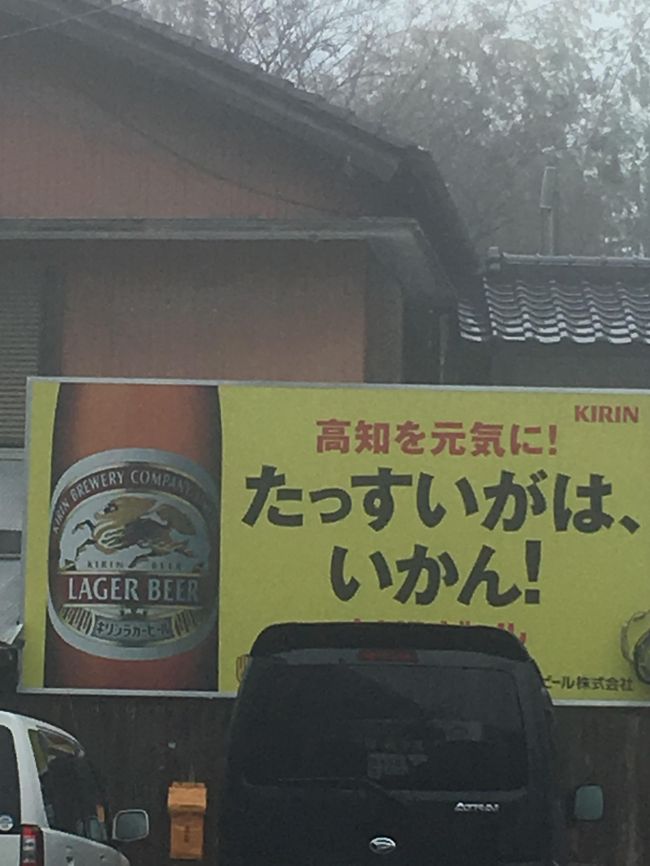 KIRIN
高知を元気に!
たっすいがは、
いかん!
KIRIN BREWERY COMPANY
KIRIN BEER
LAGER BEER
キリンラガービール
ビール株式会社
ATRAI